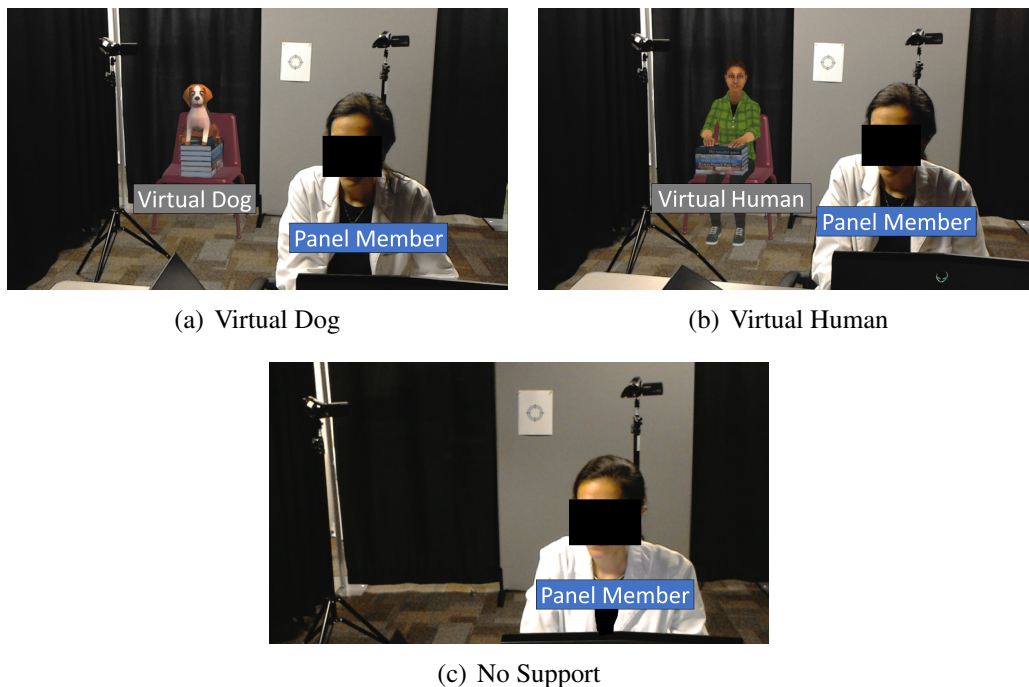 Virtual Dog
Panel Member
Virtual Human
Panel Member
(a) Virtual Dog
(b) Virtual Human
Panel Member
(c) No Support